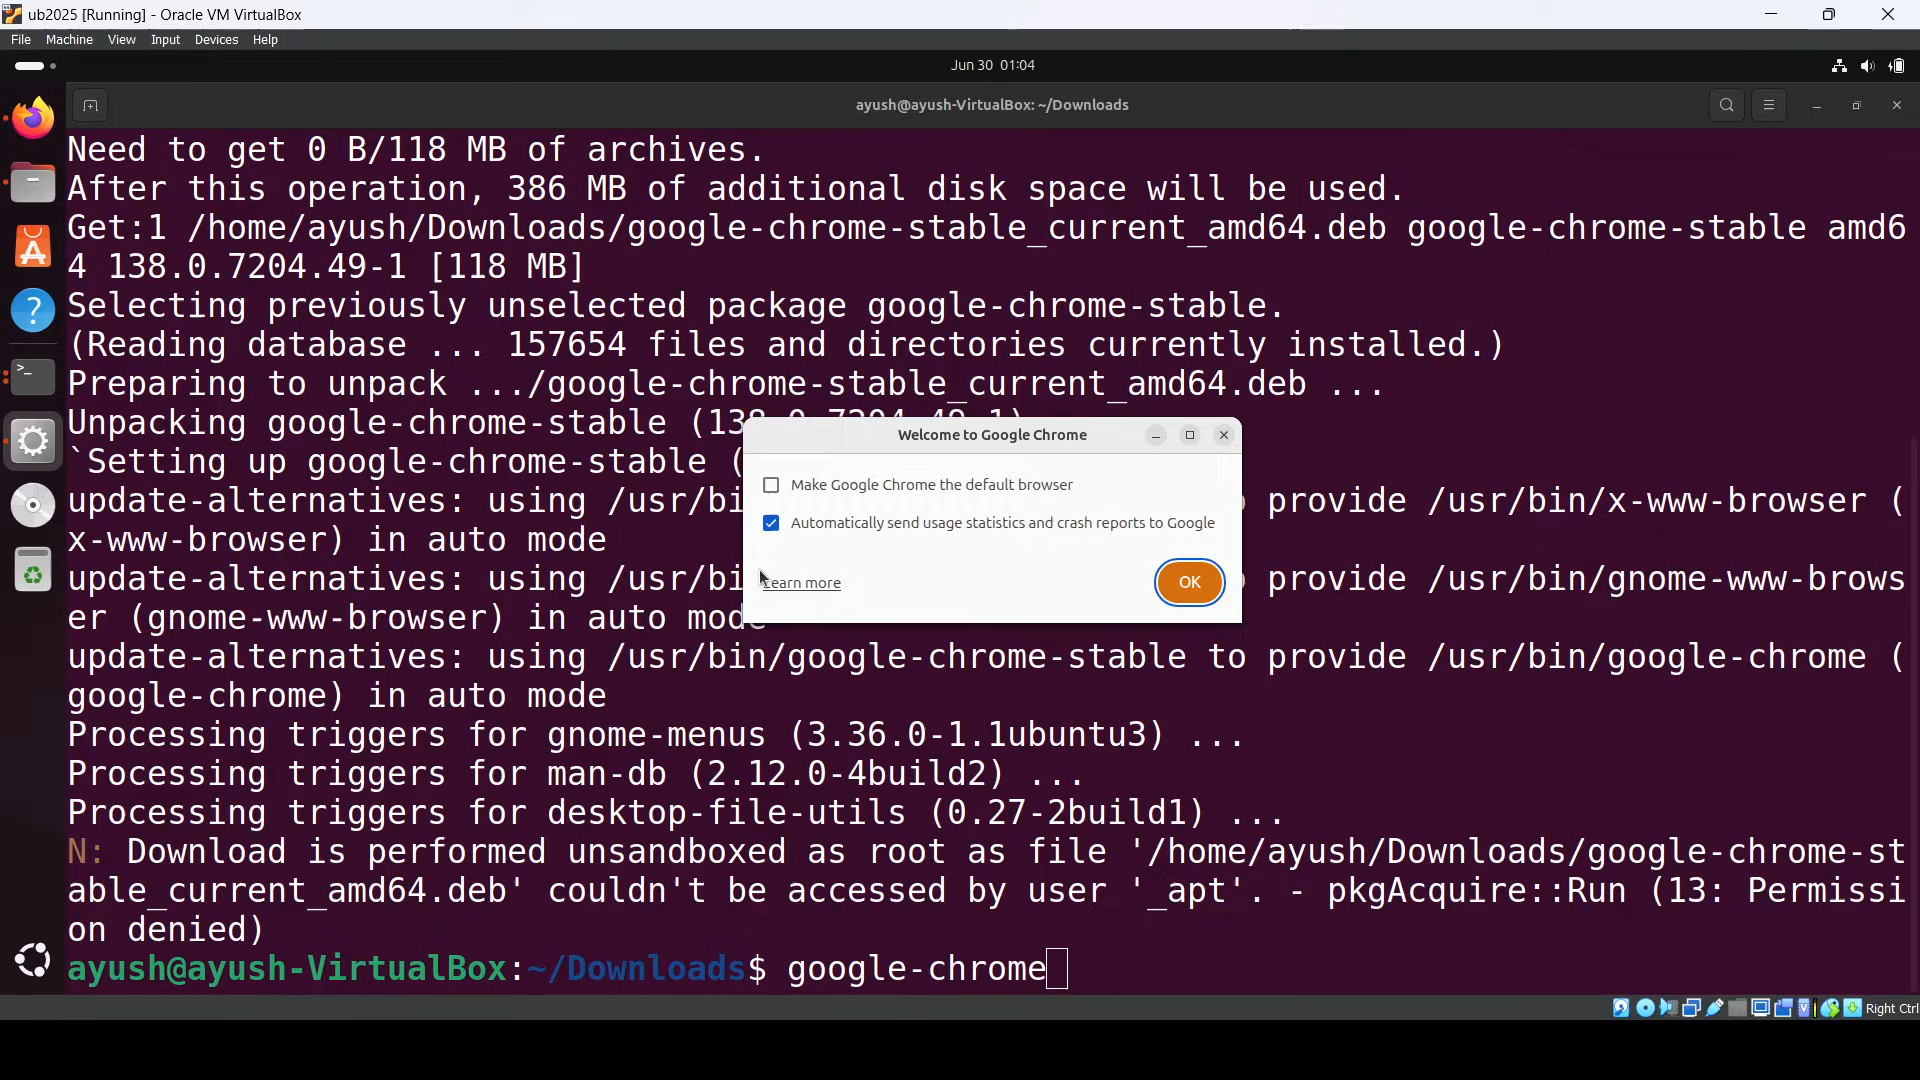 ub2025 [Running] - Oracle VM VirtualBox
File Machine View Input Devices Help
Jun 30 01:04
ayush@ayush-VirtualBox: ~/Downloads
Need to get 0 B/118 MB of archives.
After this operation, 386 MB of additional disk space will be used.
Get:1 /home/ayush/Downloads/google-chrome-stable_current_amd64.deb google-chrome-stable amd6
4 138.0.7204.49-1 [118 MB]
Selecting previously unselected package google-chrome-stable.
(Reading database ... 157654 files and directories currently installed.)
Preparing to unpack .../google-chrome-stable_current_amd64.deb ...
Unpacking google-chrome-stable (138.0.7204.49-1)
`Setting up google-chrome-stable (
update-alternatives: using /usr/bi provide /usr/bin/x-www-browser (
x-www-browser) in auto mode
update-alternatives: using /usr/bi provide /usr/bin/gnome-www-brows
er (gnome-www-browser) in auto mode
update-alternatives: using /usr/bin/google-chrome-stable to provide /usr/bin/google-chrome (
google-chrome) in auto mode
Processing triggers for gnome-menus (3.36.0-1.1ubuntu3) ...
Processing triggers for man-db (2.12.0-4build2) ...
Processing triggers for desktop-file-utils (0.27-2build1) ...
N: Download is performed unsandboxed as root as file '/home/ayush/Downloads/google-chrome-st
able_current_amd64.deb' couldn't be accessed by user '_apt'. - pkgAcquire::Run (13: Permissi
on denied)
ayush@ayush-VirtualBox:~/Downloads$ google-chrome
Welcome to Google Chrome
Make Google Chrome the default browser
Automatically send usage statistics and crash reports to Google
Learn more
OK
Right Ctrl